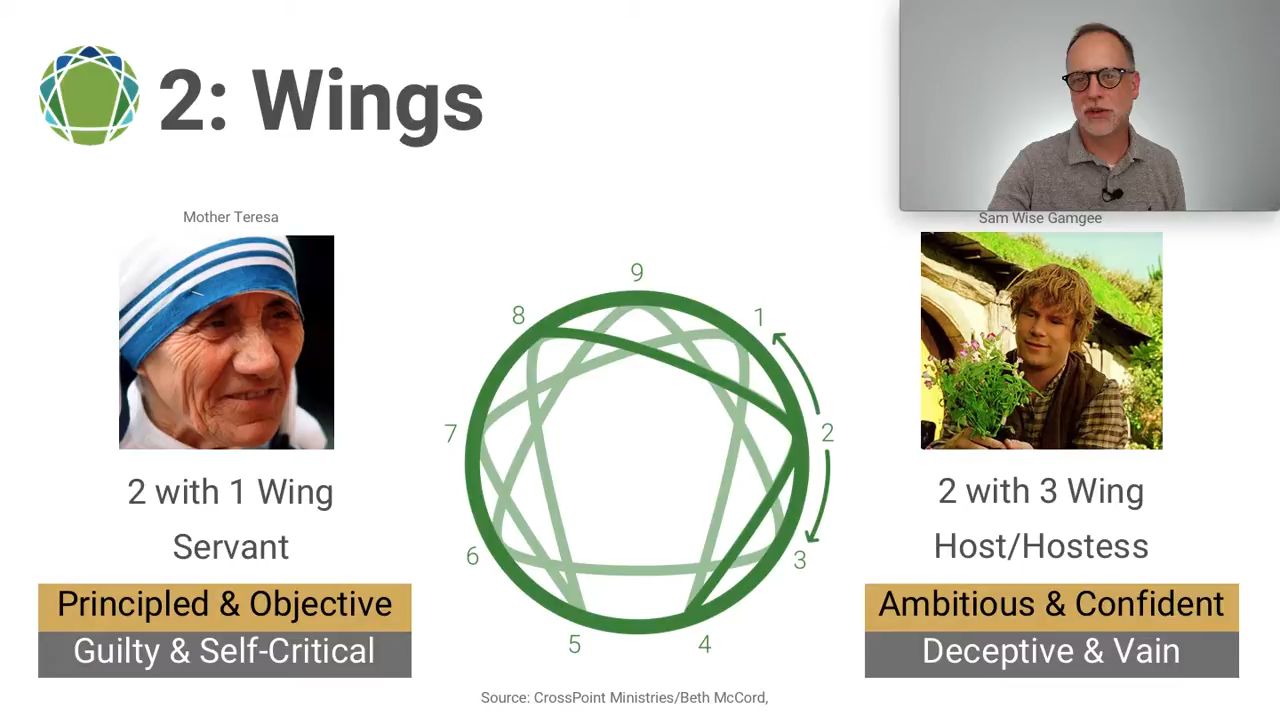 2: Wings
Mother Teresa
Sam Wise Gamgee
9
8
1
7
2
6
3
5
4
2 with 1 Wing
Servant
Principled & Objective
Guilty & Self-Critical
2 with 3 Wing
Host/Hostess
Ambitious & Confident
Deceptive & Vain
Source: CrossPoint Ministries/Beth McCord,